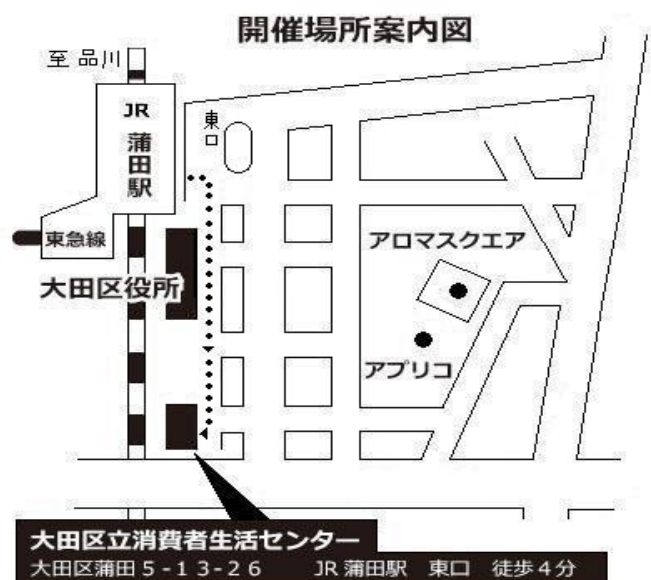 開催場所案内図
至 品川
JR
蒲田駅
東口
東急線
大田区役所
アロマスクエア
アプリコ
大田区立消費者生活センター
大田区蒲田5-13-26 JR蒲田駅 東口 徒歩4分